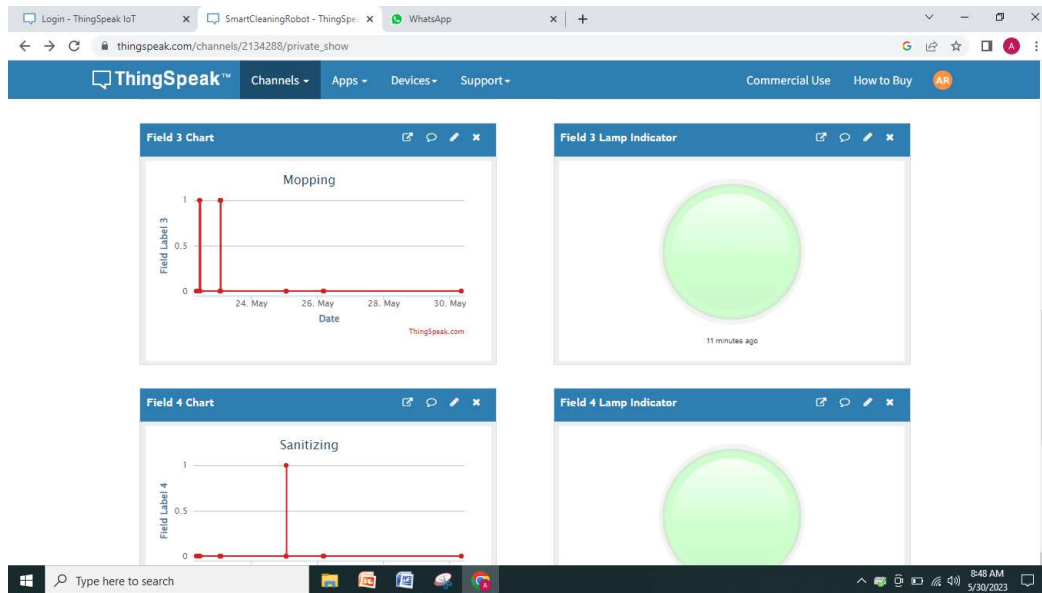 Login - ThingSpeak IoT
SmartCleaningRobot - ThingSpe
WhatsApp
thingspeak.com/channels/2134288/private_show
G
A
ThingSpeak™ Channels Apps Devices Support Commercial Use How to Buy AR
Field 3 Chart
Mopping
1
0.5
0
Field Label 3
24. May 26. May 28. May 30. May
Date
ThingSpeak.com
Field 3 Lamp Indicator
11 minutes ago
Field 4 Chart
Sanitizing
1
0.5
0
Field Label 4
Field 4 Lamp Indicator
Type here to search
8:48 AM
5/30/2023